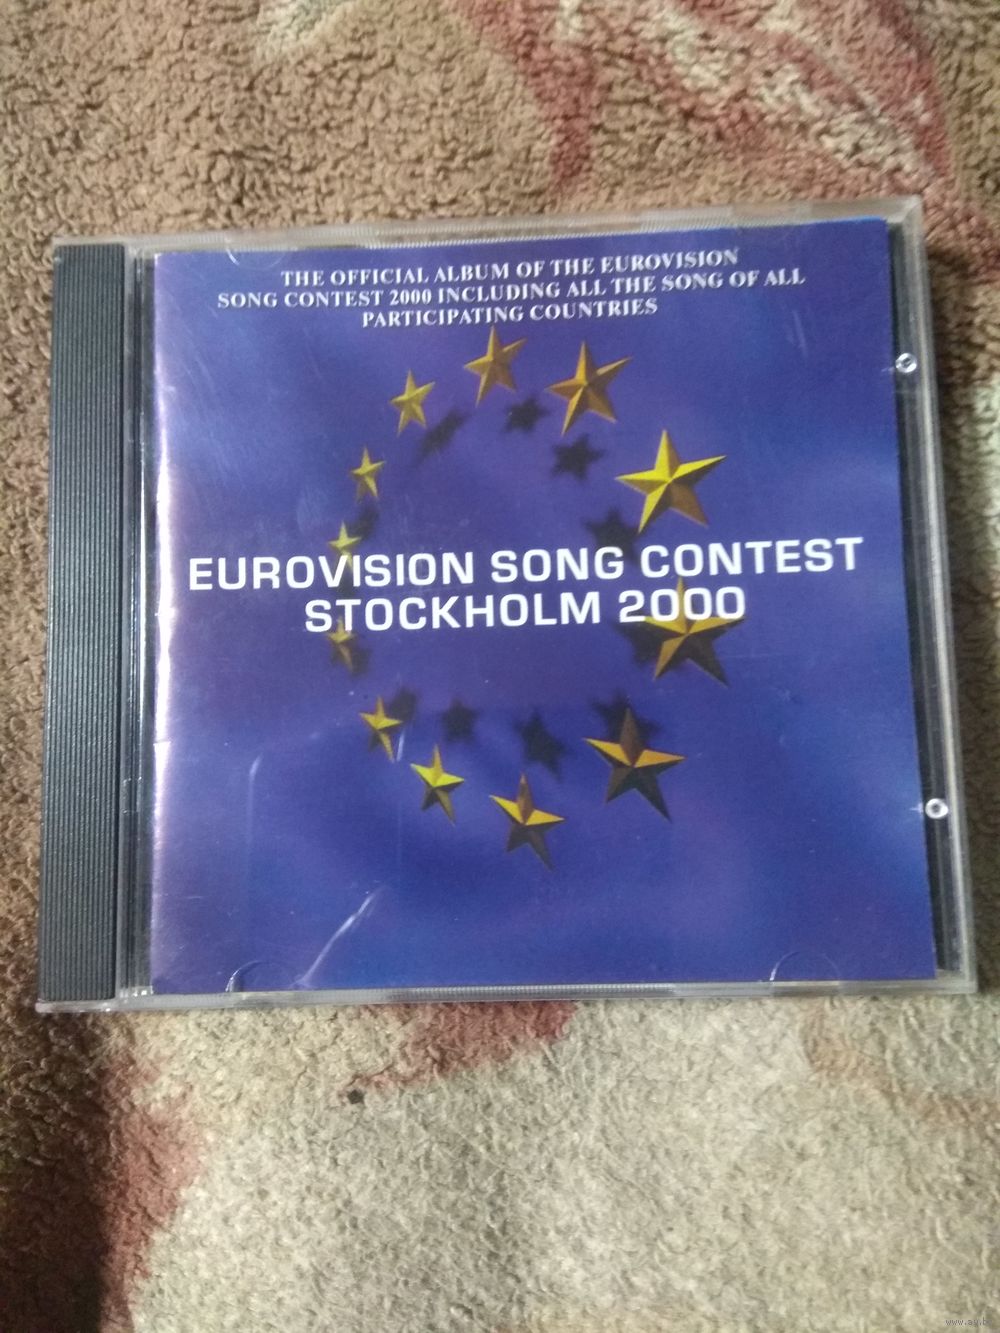 THE OFFICIAL ALBUM OF THE EUROVISION
SONG CONTEST 2000 INCLUDING ALL THE SONG OF ALL
PARTICIPATING COUNTRIES
EUROVISION SONG CONTEST
STOCKHOLM 2000